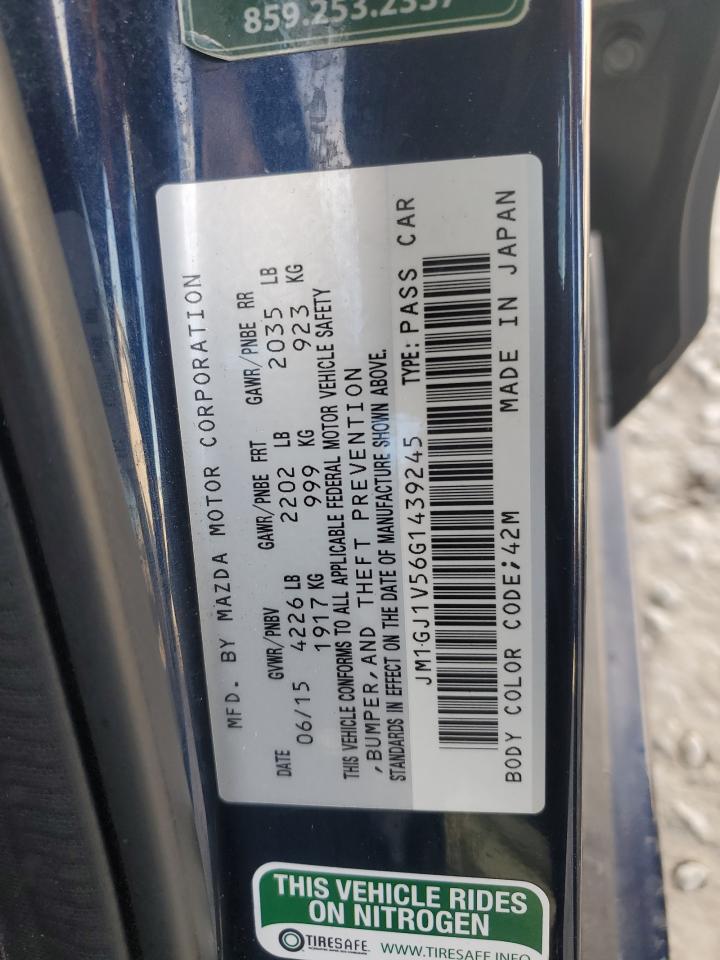 859.253.2337
MFD. BY MAZDA MOTOR CORPORATION
DATE GVWR/PNBV GAWR/PNBE FRT GAWR/PNBE RR
06/15 4226 LB 2202 LB 2035 LB
1917 KG 999 KG 923 KG
THIS VEHICLE CONFORMS TO ALL APPLICABLE FEDERAL MOTOR VEHICLE SAFETY
,BUMPER,AND THEFT PREVENTION
STANDARDS IN EFFECT ON THE DATE OF MANUFACTURE SHOWN ABOVE.
JM1GJ1V56G1439245 TYPE: PASS CAR
BODY COLOR CODE;42M MADE IN JAPAN
THIS VEHICLE RIDES
ON NITROGEN
TIRESAFE WWW.TIRESAFE.INFO